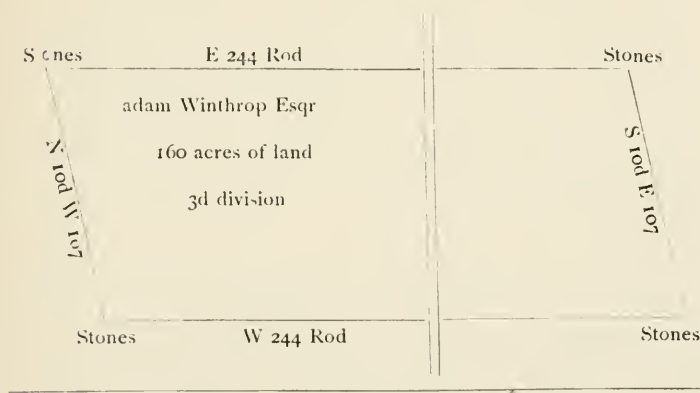 Stones E 244 Rod Stones
adam Winthrop Esqr
160 acres of land
3d division
N 10d W 107
S 10d E 107
Stones W 244 Rod Stones